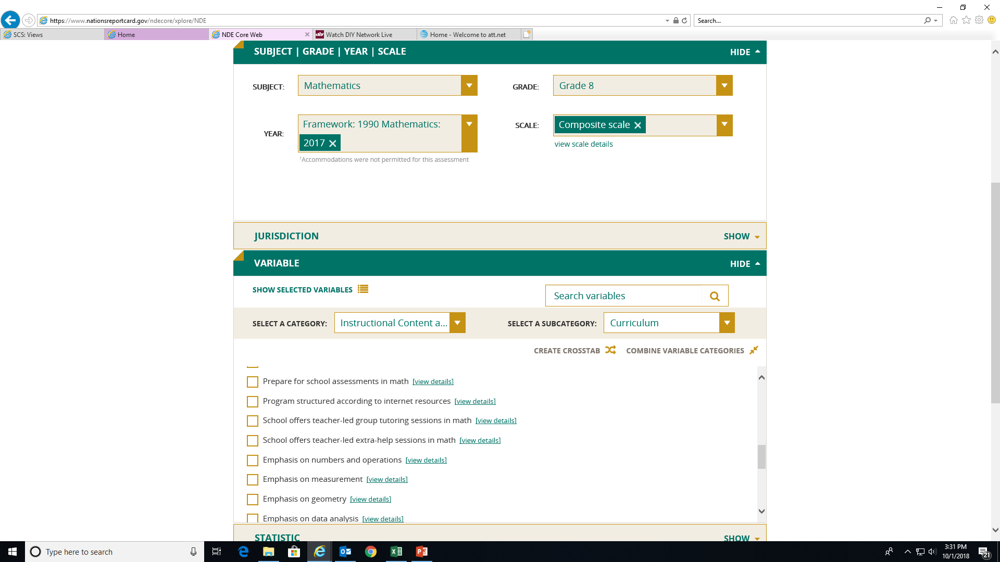 https://www.nationsreportcard.gov/ndecore/xplore/NDE
Search...
SCS: Views
Home
NDE Core Web
diy Watch DIY Network Live
Home - Welcome to att.net
SUBJECT | GRADE | YEAR | SCALE
HIDE
SUBJECT:
Mathematics
GRADE:
Grade 8
YEAR:
Framework: 1990 Mathematics:
2017
¹Accommodations were not permitted for this assessment
SCALE:
Composite scale
view scale details
JURISDICTION
SHOW
VARIABLE
HIDE
SHOW SELECTED VARIABLES
Search variables
SELECT A CATEGORY:
Instructional Content a...
SELECT A SUBCATEGORY:
Curriculum
CREATE CROSSTAB
COMBINE VARIABLE CATEGORIES
Prepare for school assessments in math [view details]
Program structured according to internet resources [view details]
School offers teacher-led group tutoring sessions in math [view details]
School offers teacher-led extra-help sessions in math [view details]
Emphasis on numbers and operations [view details]
Emphasis on measurement [view details]
Emphasis on geometry [view details]
Emphasis on data analysis [view details]
STATISTIC
SHOW
Type here to search
3:31 PM
10/1/2018
21